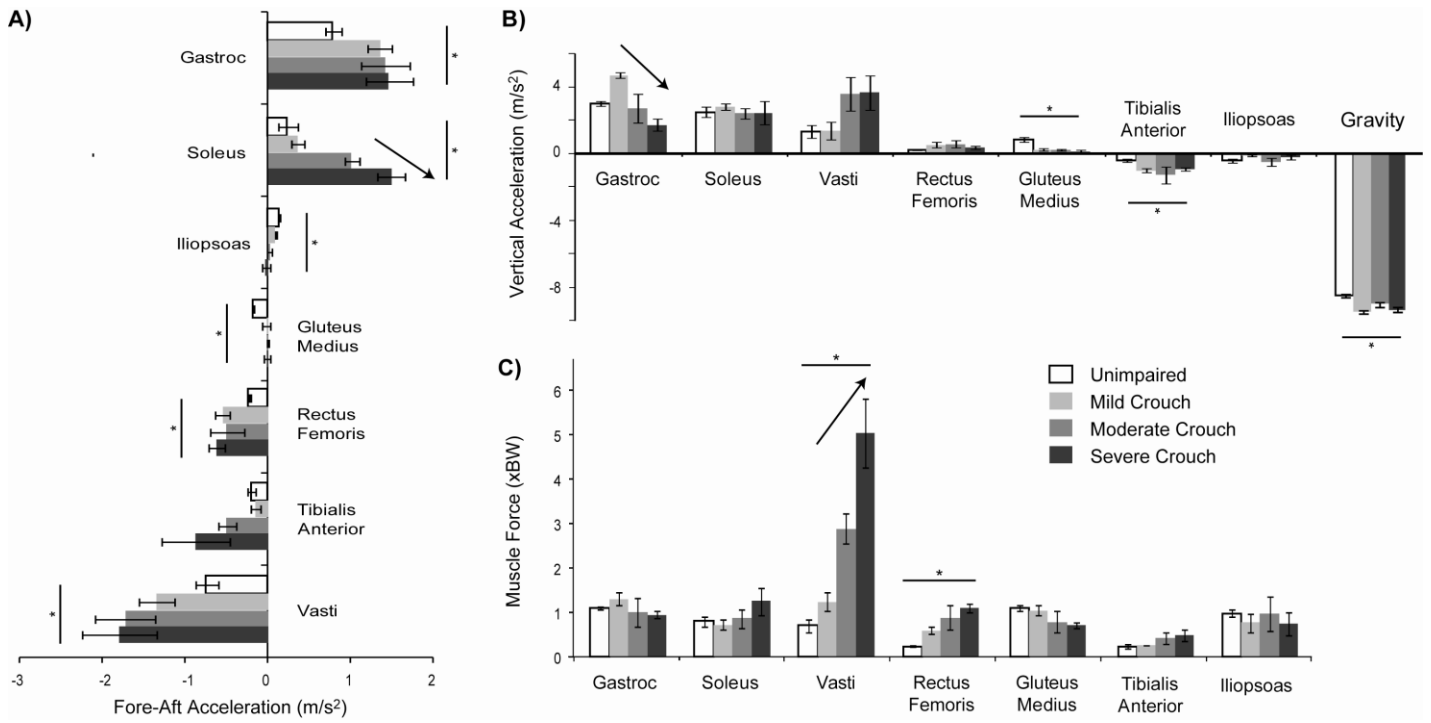 A)
Gastroc
*
Soleus
*
Iliopsoas
*
Gluteus
Medius
*
Rectus
Femoris
*
Tibialis
Anterior
Vasti
*
-3 -2 -1 -0 1 2
Fore-Aft Acceleration (m/s²)
B)
Vertical Acceleration (m/s²)
4
0
-4
-8
Gastroc
Soleus
Vasti
Rectus
Femoris
*
Gluteus
Medius
Tibialis
Anterior
*
Iliopsoas
Gravity
*
C)
Muscle Force (xBW)
6
5
4
3
2
1
0
*
*
Unimpaired
Mild Crouch
Moderate Crouch
Severe Crouch
Gastroc
Soleus
Vasti
Rectus
Femoris
Gluteus
Medius
Tibialis
Anterior
Iliopsoas